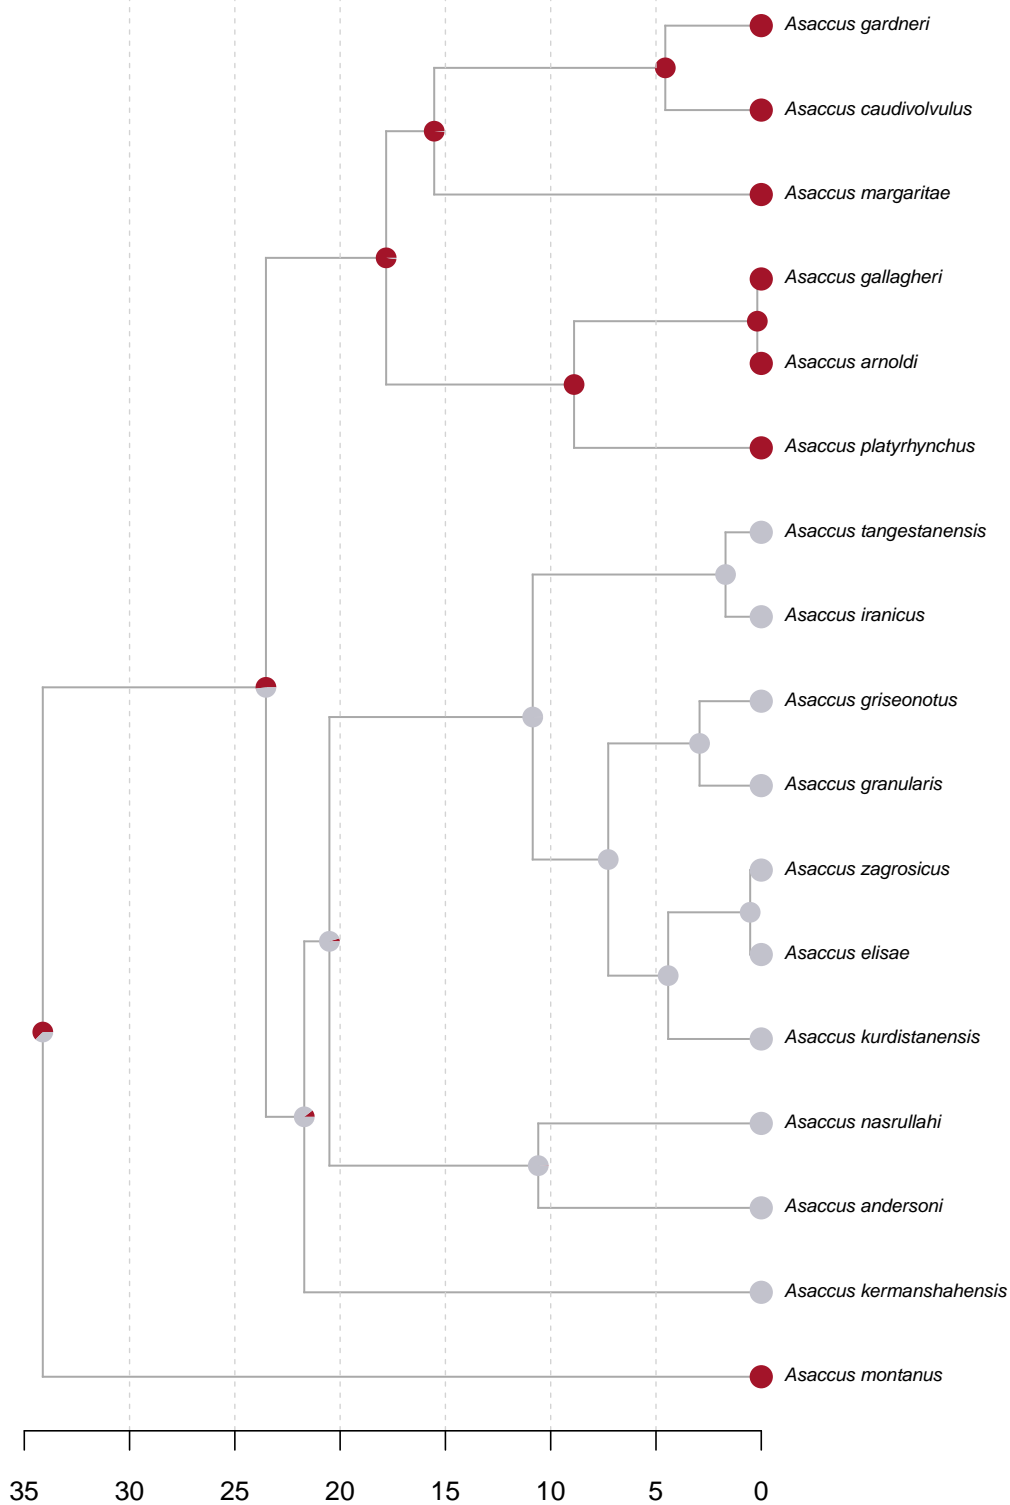 Asaccus gardneri
Asaccus caudivolvulus
Asaccus margaritae
Asaccus gallagheri
Asaccus arnoldi
Asaccus platyrhynchus
Asaccus tangestanensis
Asaccus iranicus
Asaccus griseonotus
Asaccus granularis
Asaccus zagrosicus
Asaccus elisae
Asaccus kurdistanensis
Asaccus nasrullahi
Asaccus andersoni
Asaccus kermanshahensis
Asaccus montanus
35 30 25 20 15 10 5 0